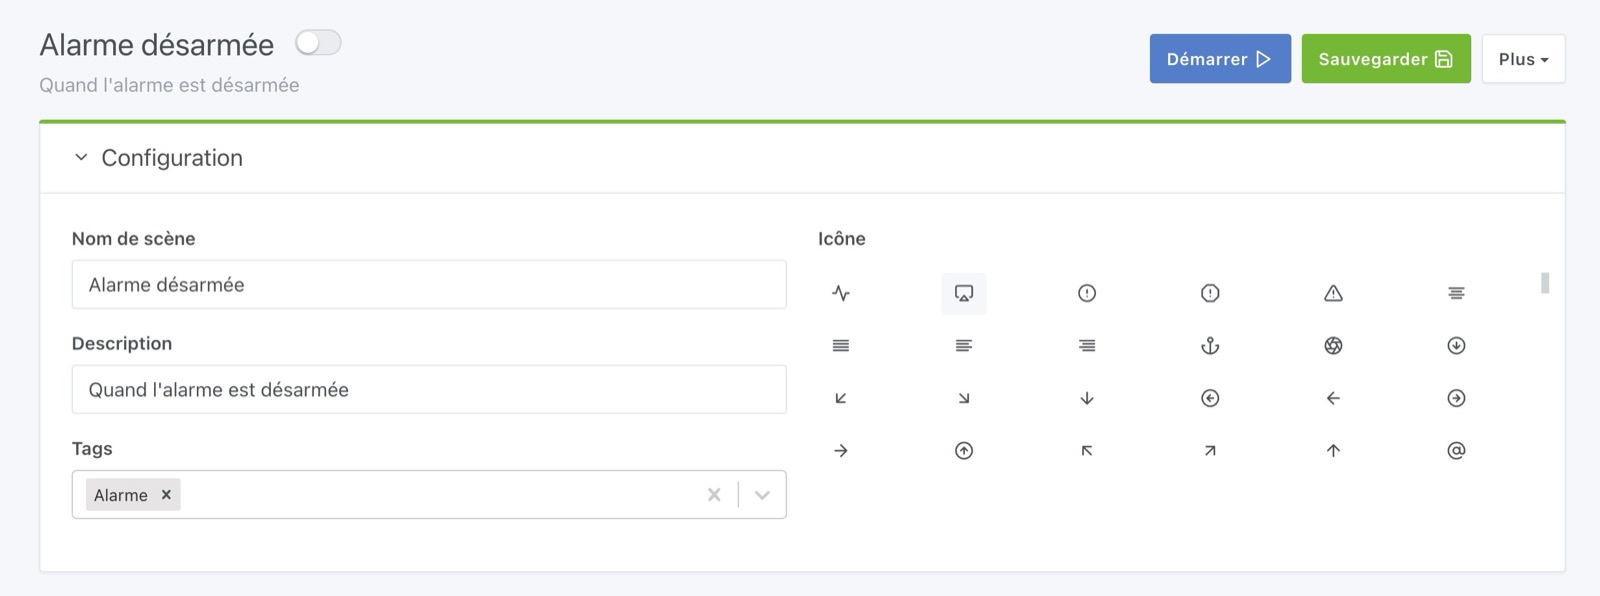 Alarme désarmée
Quand l'alarme est désarmée
Démarrer
Sauvegarder
Plus
Configuration
Nom de scène
Alarme désarmée
Description
Quand l'alarme est désarmée
Tags
Alarme
Icône